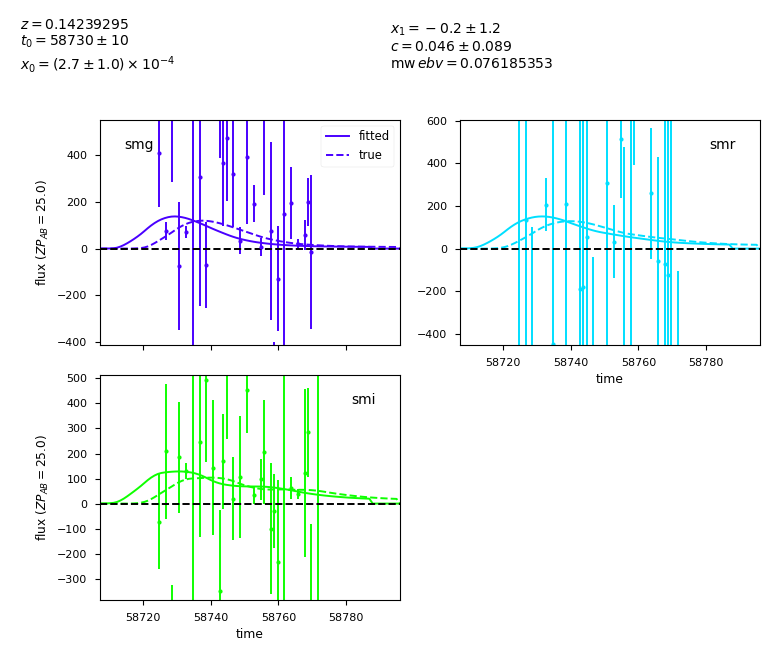 z = 0.14239295
t₀ = 58730 ± 10
x₀ = (2.7 ± 1.0) × 10⁻⁴
x₁ = −0.2 ± 1.2
c = 0.046 ± 0.089
mw ebv = 0.076185353
smg
fitted
true
400
200
0
−200
−400
flux (ZP_AB = 25.0)
smr
600
400
200
0
−200
−400
58720 58740 58760 58780
time
smi
500
400
300
200
100
0
−100
−200
−300
flux (ZP_AB = 25.0)
58720 58740 58760 58780
time